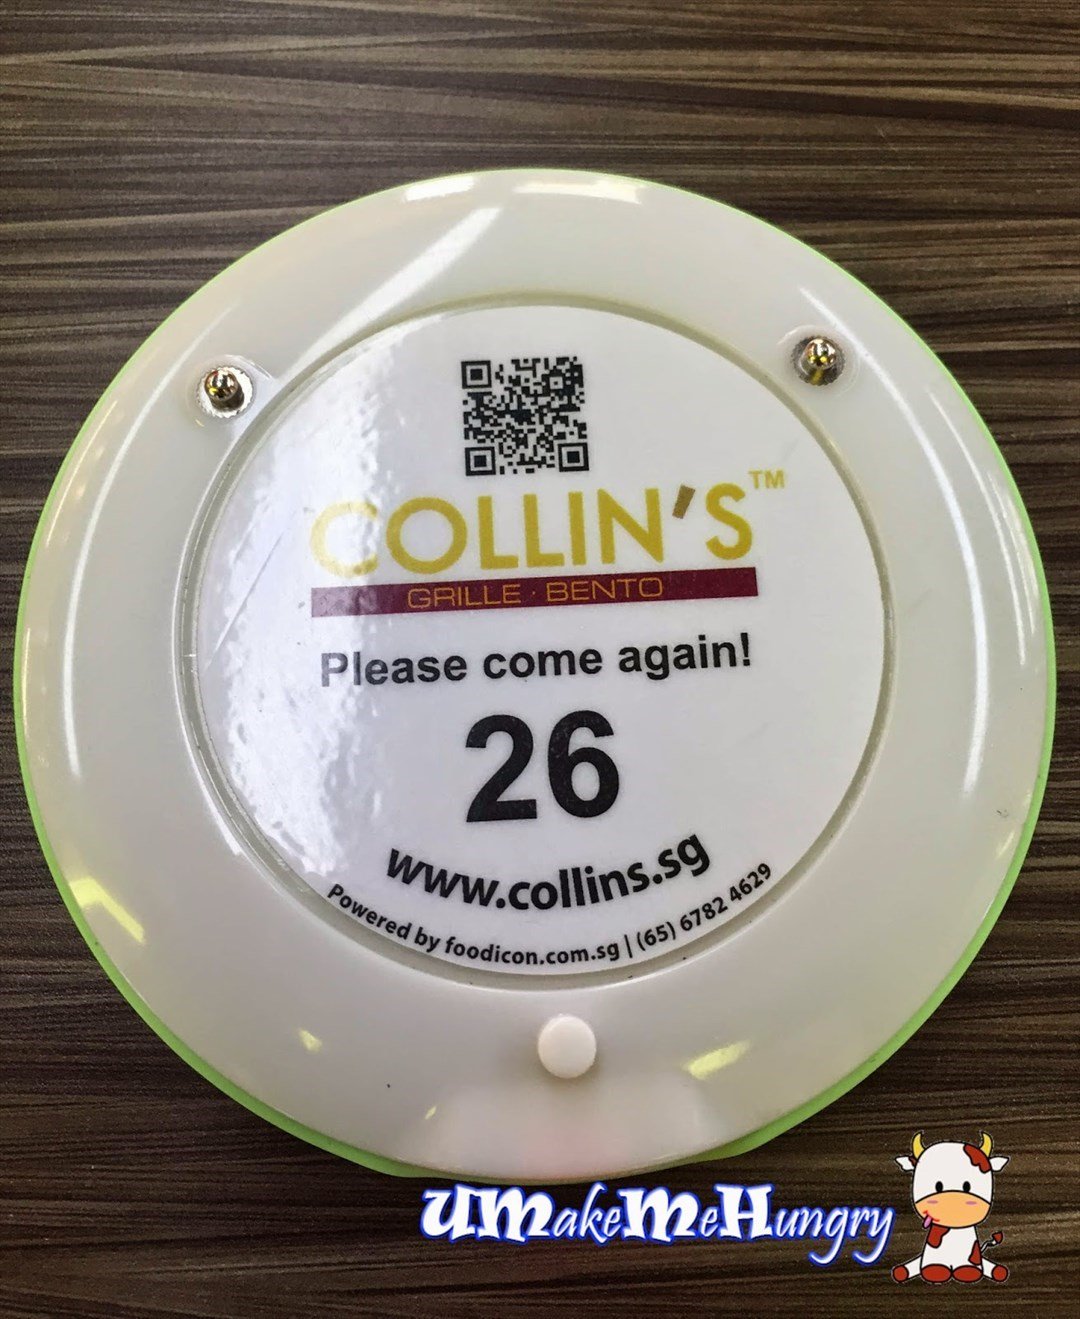 COLLIN'S™
GRILLE · BENTO
Please come again!
26
www.collins.sg
Powered by foodicon.com.sg | (65) 6782 4629
UMakeMeHungry